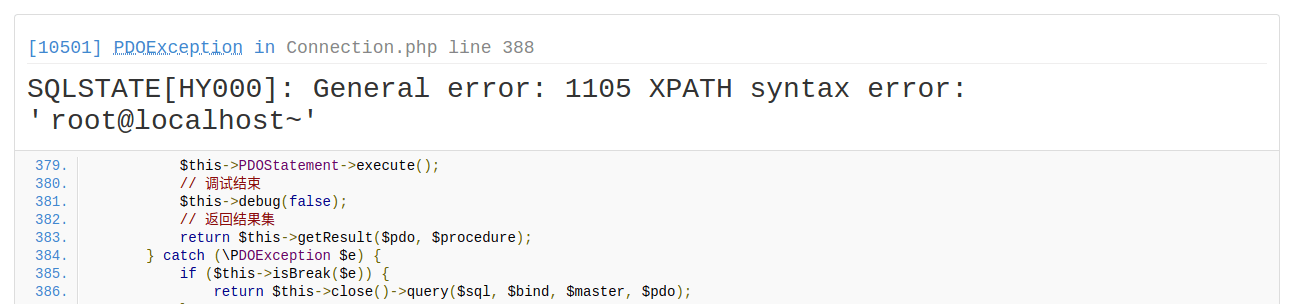 [10501] PDOException in Connection.php line 388
SQLSTATE[HY000]: General error: 1105 XPATH syntax error:
'root@localhost~'
379. $this->PDOStatement->execute();
380. // 调试结束
381. $this->debug(false);
382. // 返回结果集
383. return $this->getResult($pdo, $procedure);
384. } catch (\PDOException $e) {
385. if ($this->isBreak($e)) {
386. return $this->close()->query($sql, $bind, $master, $pdo);